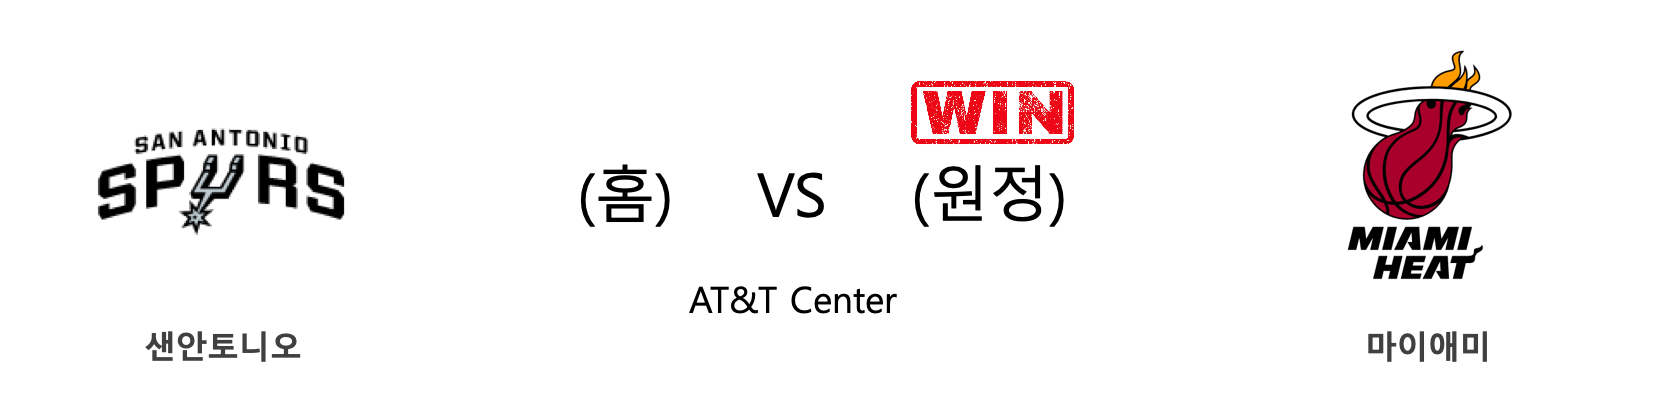 SAN ANTONIO
SPURS
샌안토니오
(홈) VS (원정)
WIN
AT&T Center
MIAMI
HEAT
마이애미